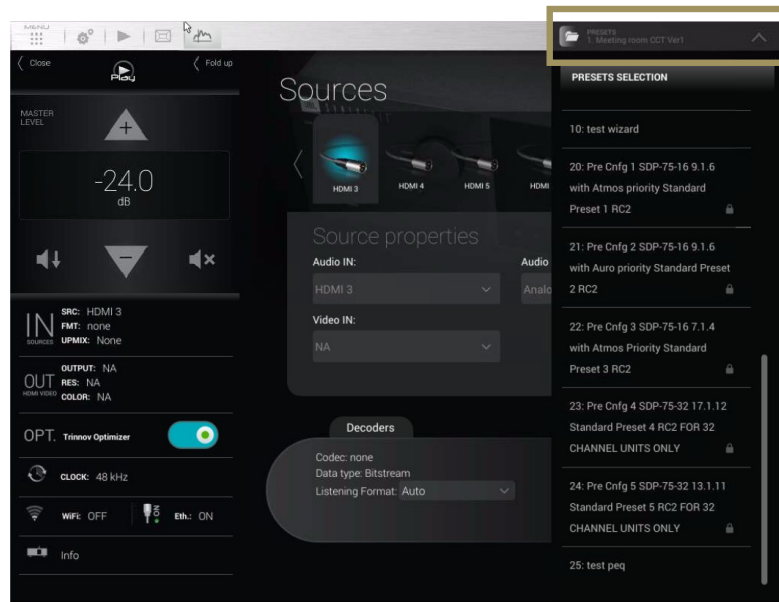 MENU
PRESETS
1. Meeting room CCT Ver1
Close
Play
Fold up
MASTER
LEVEL
+
-24.0
dB
−
SRC: HDMI 3
IN
FMT: none
SOURCES
UPMIX: None
OUTPUT: NA
OUT
RES: NA
HDMI VIDEO
COLOR: NA
OPT. Trinnov Optimizer
CLOCK: 48 kHz
WiFi: OFF
Eth.: ON
Info
Sources
HDMI 3
HDMI 4
HDMI 5
HDMI
Source properties
Audio IN:
Audio
HDMI 3
Analo
Video IN:
NA
Decoders
Codec: none
Data type: Bitstream
Listening Format: Auto
PRESETS SELECTION
10: test wizard
20: Pre Cnfg 1 SDP-75-16 9.1.6
with Atmos priority Standard
Preset 1 RC2
21: Pre Cnfg 2 SDP-75-16 9.1.6
with Auro priority Standard Preset
2 RC2
22: Pre Cnfg 3 SDP-75-16 7.1.4
with Atmos Priority Standard
Preset 3 RC2
23: Pre Cnfg 4 SDP-75-32 17.1.12
Standard Preset 4 RC2 FOR 32
CHANNEL UNITS ONLY
24: Pre Cnfg 5 SDP-75-32 13.1.11
Standard Preset 5 RC2 FOR 32
CHANNEL UNITS ONLY
25: test peq